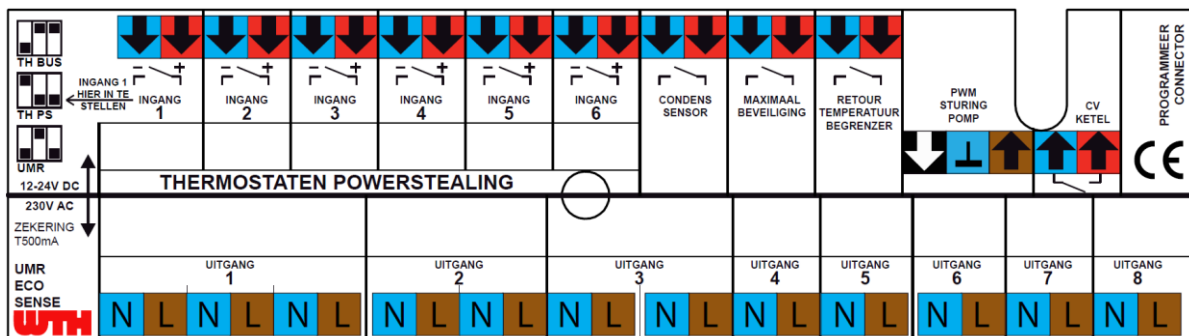 TH BUS
TH PS
INGANG 1
HIER IN TE
STELLEN
UMR
12-24V DC
- +
INGANG
1
- +
INGANG
2
- +
INGANG
3
- +
INGANG
4
- +
INGANG
5
- +
INGANG
6
CONDENS
SENSOR
MAXIMAAL
BEVEILIGING
RETOUR
TEMPERATUUR
BEGRENZER
PWM
STURING
POMP
CV
KETEL
PROGRAMMEER
CONNECTOR
CE
THERMOSTATEN POWERSTEALING
230V AC
ZEKERING
T500mA
UMR
ECO
SENSE
WTH
UITGANG
1
N L N L N L
UITGANG
2
N L N L
UITGANG
3
N L N L
UITGANG
4
N L
UITGANG
5
N L
UITGANG
6
N L
UITGANG
7
N L
UITGANG
8
N L